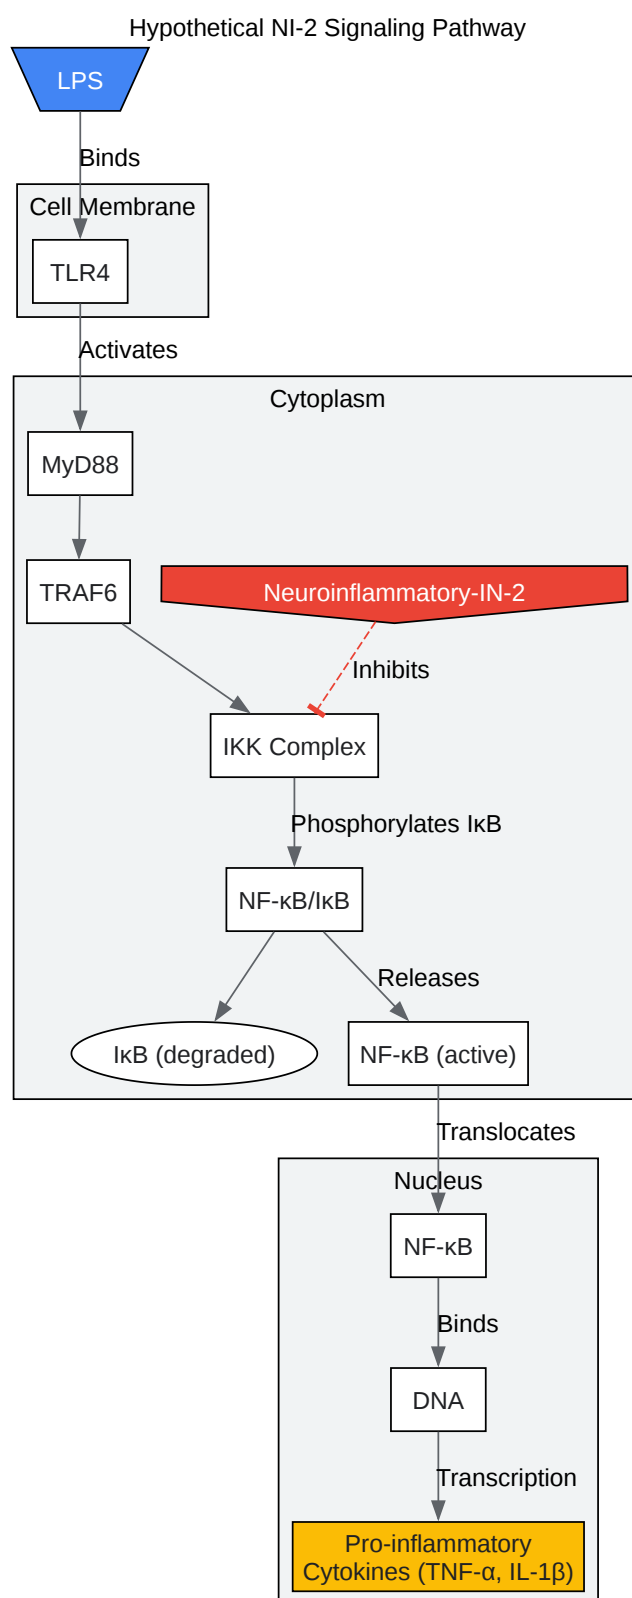 Hypothetical NI-2 Signaling Pathway
LPS
Binds
Cell Membrane
TLR4
Activates
Cytoplasm
MyD88
TRAF6
Neuroinflammatory-IN-2
Inhibits
IKK Complex
Phosphorylates IκB
NF-κB/IκB
Releases
IκB (degraded)
NF-κB (active)
Translocates
Nucleus
NF-κB
Binds
DNA
Transcription
Pro-inflammatory
Cytokines (TNF-α, IL-1β)